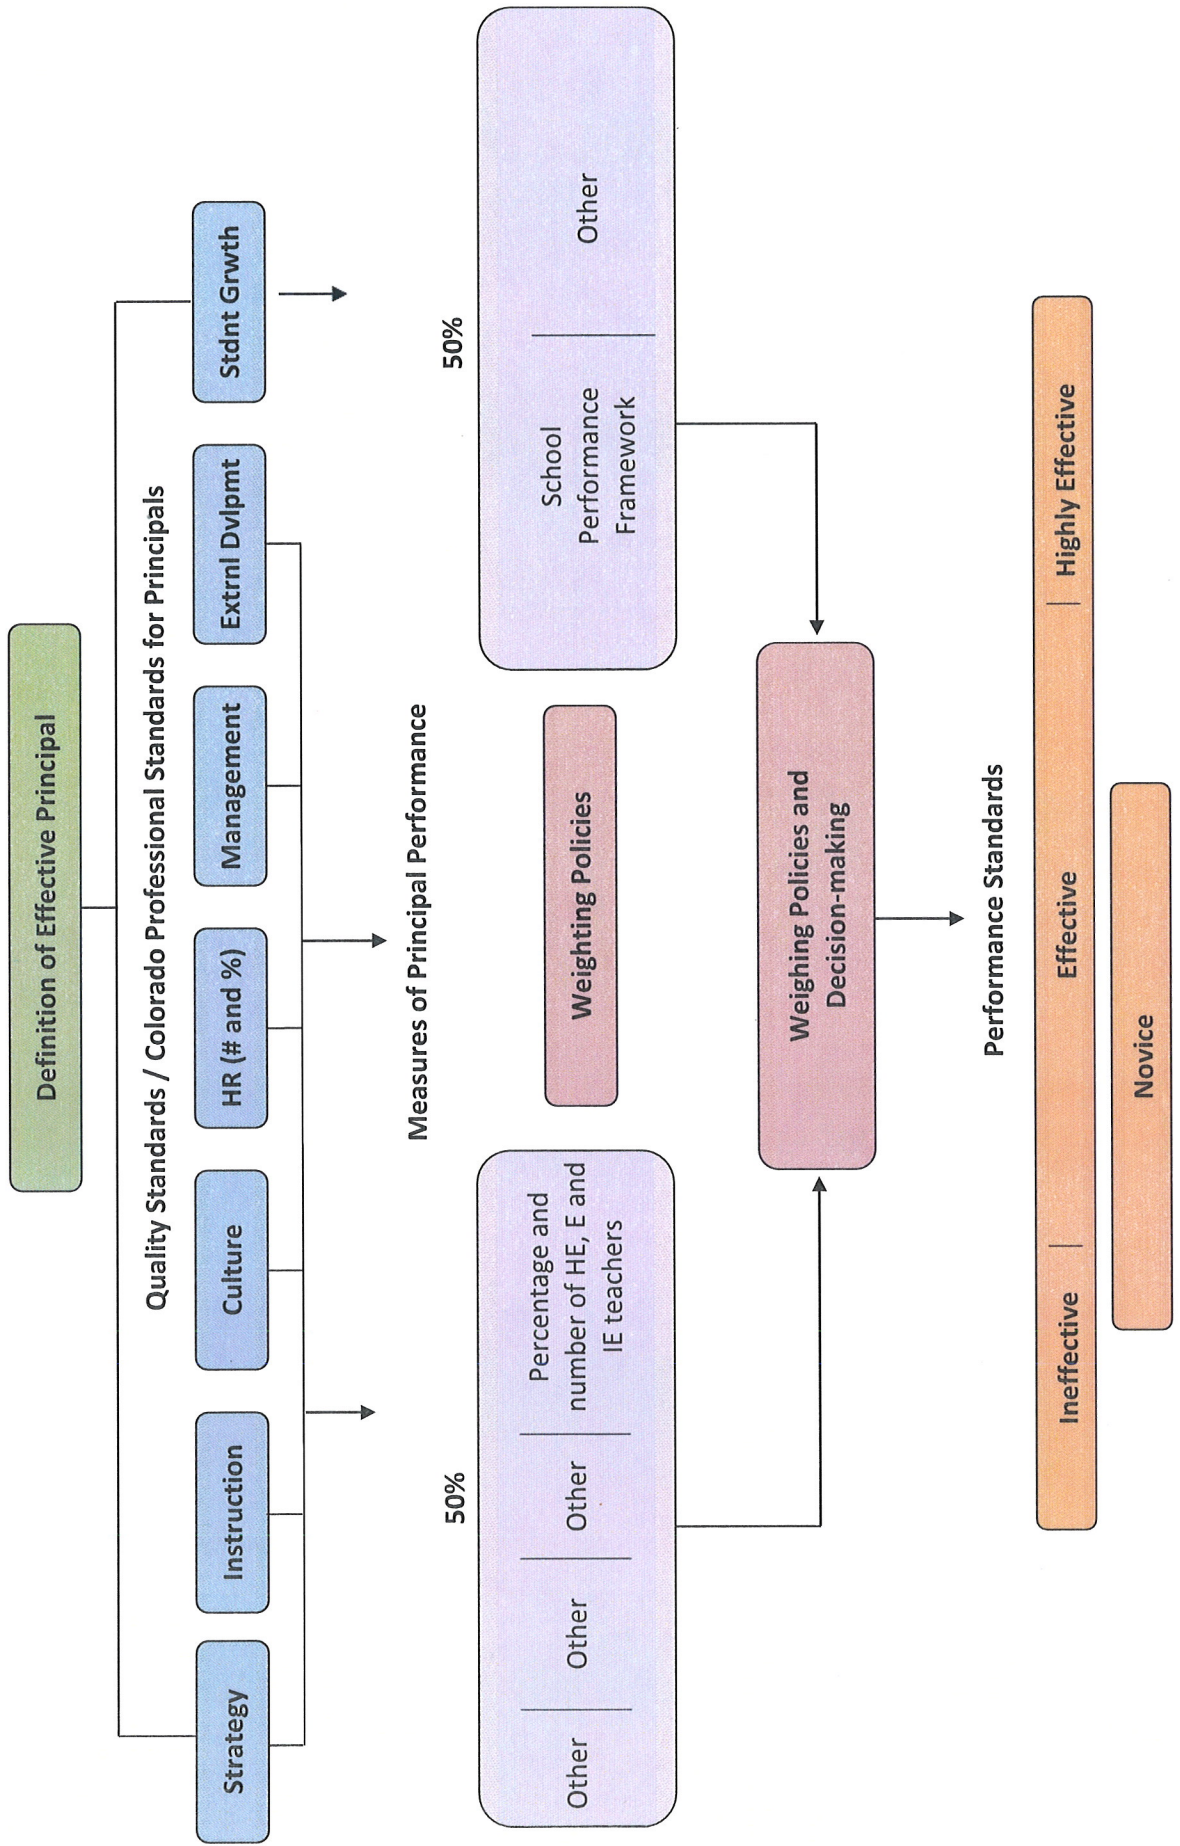 Definition of Effective Principal
Quality Standards / Colorado Professional Standards for Principals
Strategy
Instruction
Culture
HR (# and %)
Management
Extrnl Dvlpmt
Stdnt Grwth
Measures of Principal Performance
50%
50%
Other
Other
Other
Percentage and
number of HE, E and
IE teachers
Weighting Policies
School
Performance
Framework
Other
Weighing Policies and
Decision-making
Performance Standards
Ineffective
Effective
Highly Effective
Novice